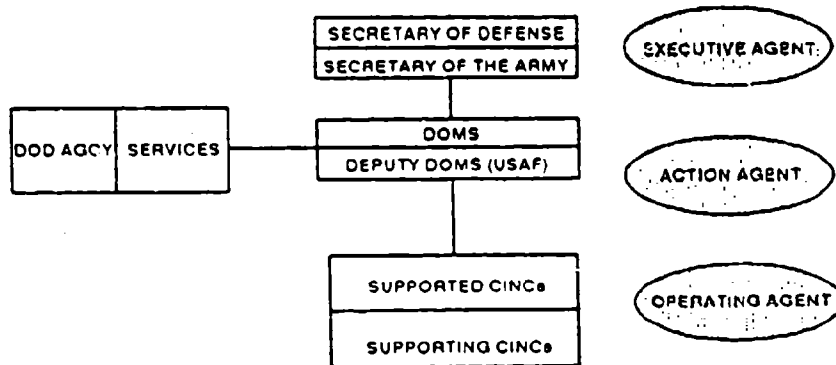 SECRETARY OF DEFENSE
SECRETARY OF THE ARMY
EXECUTIVE AGENT
DOD AGCY
SERVICES
DOMS
DEPUTY DOMS (USAF)
ACTION AGENT
SUPPORTED CINCs
SUPPORTING CINCs
OPERATING AGENT